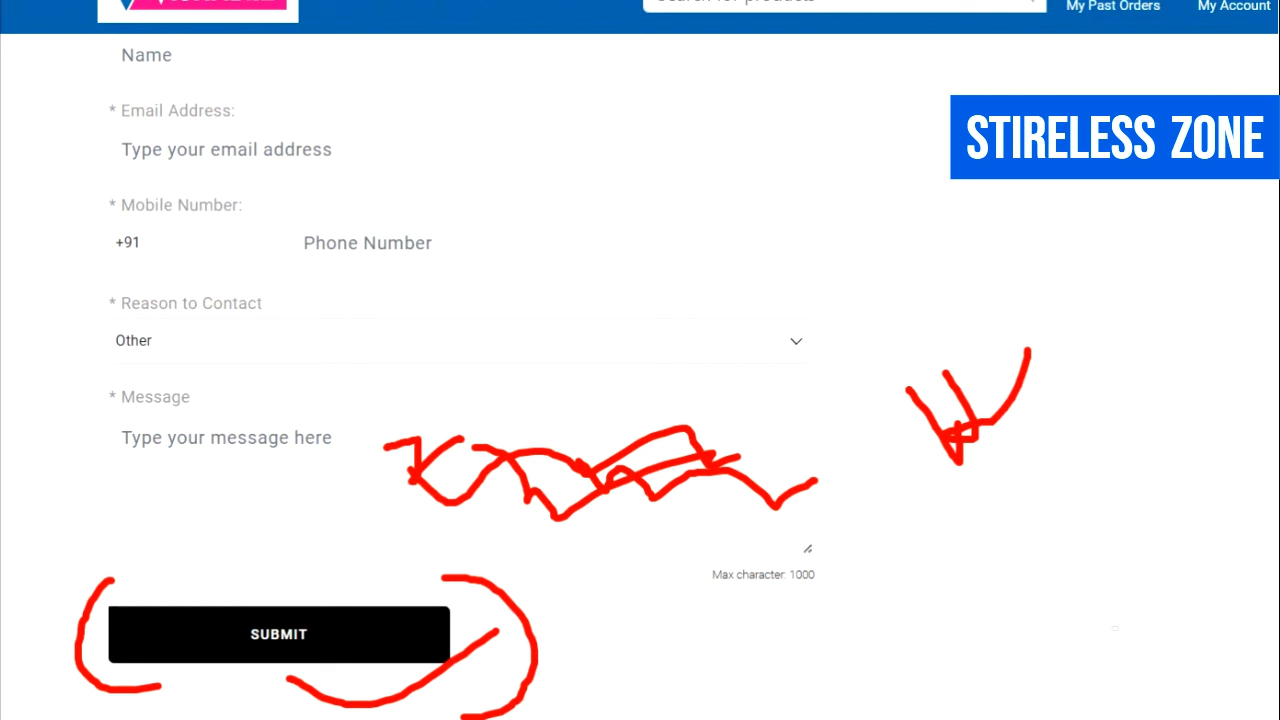 My Past Orders
My Account
Name
* Email Address:
STIRELESS ZONE
Type your email address
* Mobile Number:
+91
Phone Number
* Reason to Contact
Other
* Message
Type your message here
Max character: 1000
SUBMIT